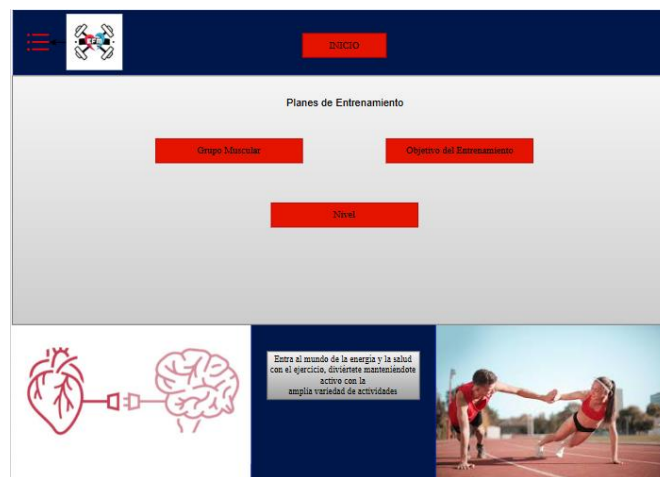 INICIO
Planes de Entrenamiento
Grupo Muscular
Objetivo del Entrenamiento
Nivel
Entra al mundo de la energia y la salud
con el ejercicio, diviértete manteniéndote
activo con la
amplia variedad de actividades